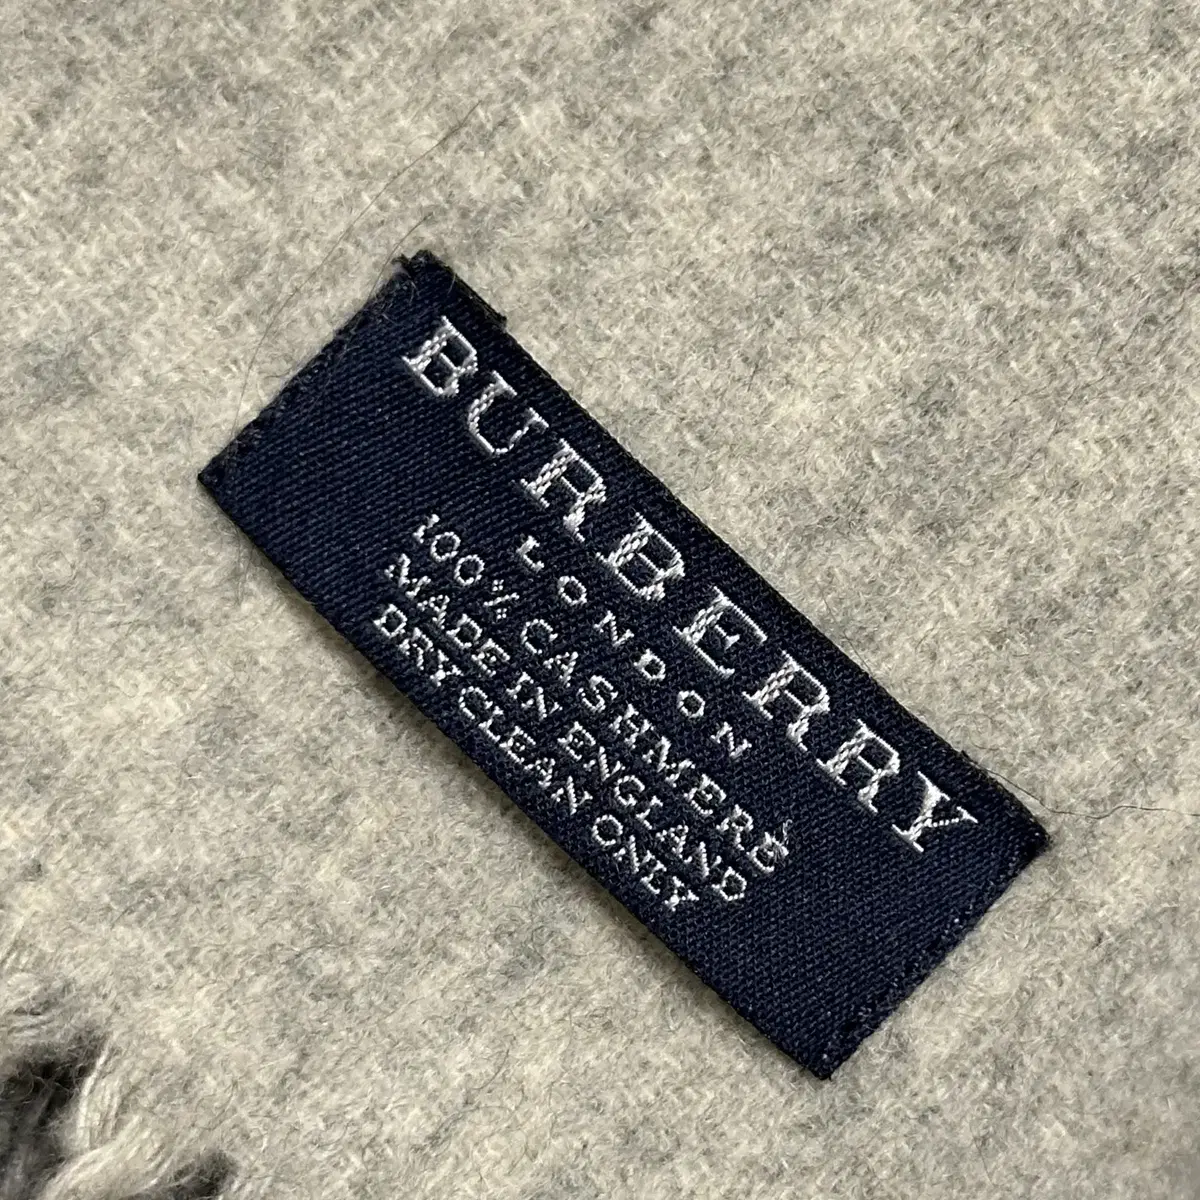 BURBERRY
LONDON
100% CASHMERE
MADE IN ENGLAND
DRY CLEAN ONLY